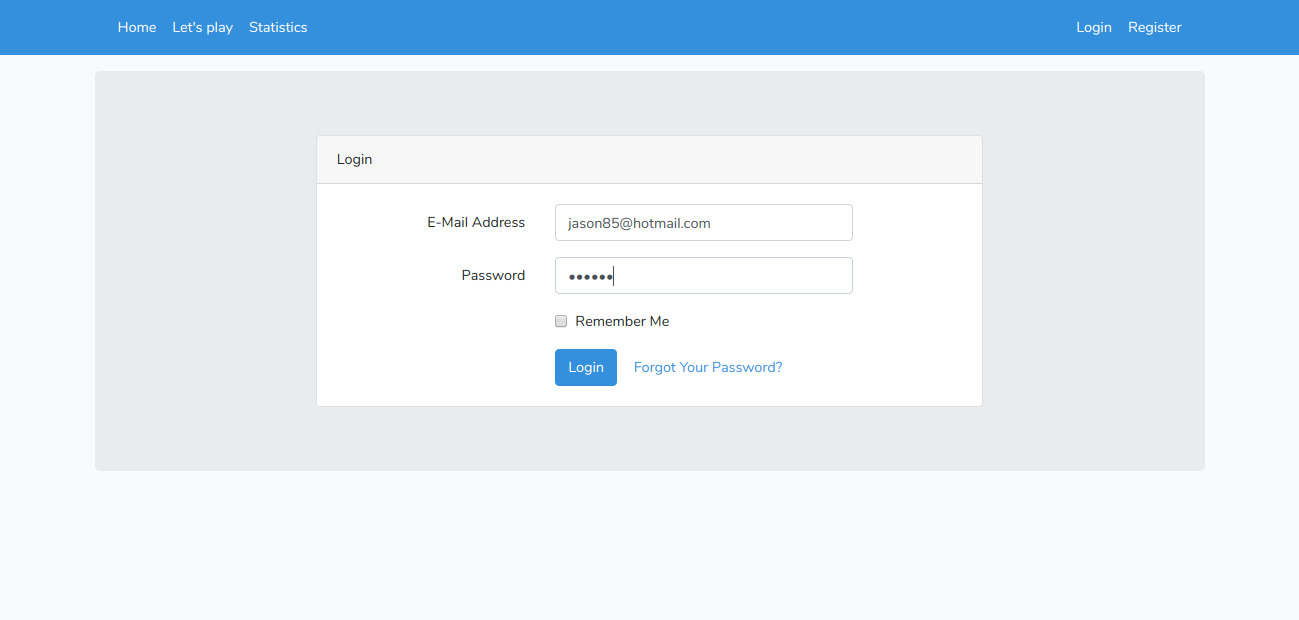 Home Let's play Statistics Login Register
Login
E-Mail Address jason85@hotmail.com
Password ••••••
Remember Me
Login Forgot Your Password?